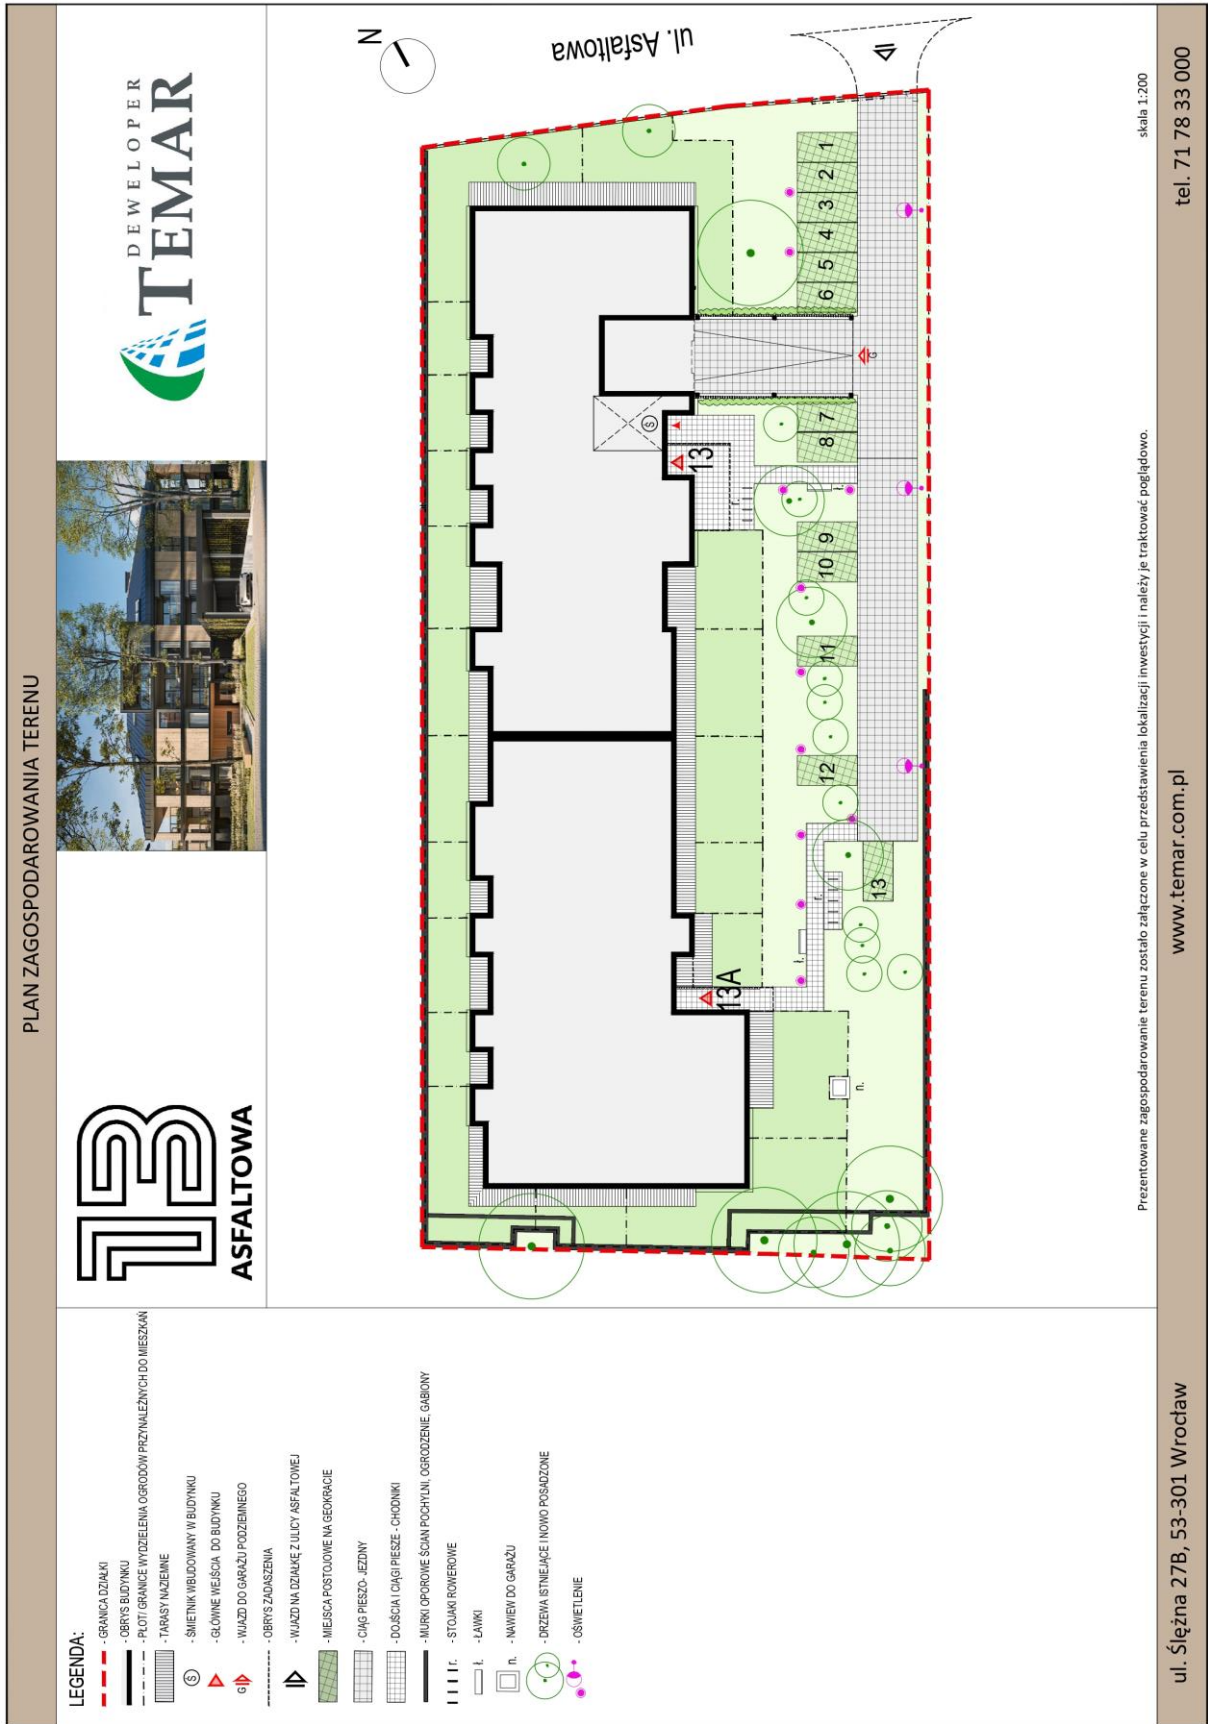 PLAN ZAGOSPODAROWANIA TERENU
13
ASFALTOWA
DEWELOPER
TEMAR
LEGENDA:
- GRANICA DZIAŁKI
- OBRYS BUDYNKU
- PŁOT/ GRANICE WYDZIELENIA OGRODÓW PRZYNALEŻNYCH DO MIESZKAŃ
- TARASY NAZIEMNE
Ś - ŚMIETNIK WBUDOWANY W BUDYNKU
- GŁÓWNE WEJŚCIA DO BUDYNKU
G - WJAZD DO GARAŻU PODZIEMNEGO
- OBRYS ZADASZENIA
- WJAZD NA DZIAŁKĘ Z ULICY ASFALTOWEJ
- MIEJSCA POSTOJOWE NA GEOKRACIE
- CIĄG PIESZO- JEZDNY
- DOJŚCIA I CIĄGI PIESZE - CHODNIKI
- MURKI OPOROWE ŚCIAN POCHYLNI, OGRODZENIE, GABIONY
r. - STOJAKI ROWEROWE
ł. - ŁAWKI
n. - NAWIEW DO GARAŻU
- DRZEWA ISTNIEJĄCE I NOWO POSADZONE
- OŚWIETLENIE
N
ul. Asfaltowa
Ś
13
13A
G
r.
ł.
r.
ł.
n.
13
12
11
10
9
8
7
6
5
4
3
2
1
skala 1:200
Prezentowane zagospodarowanie terenu zostało załączone w celu przedstawienia lokalizacji inwestycji i należy je traktować poglądowo.
ul. Ślężna 27B, 53-301 Wrocław
www.temar.com.pl
tel. 71 78 33 000